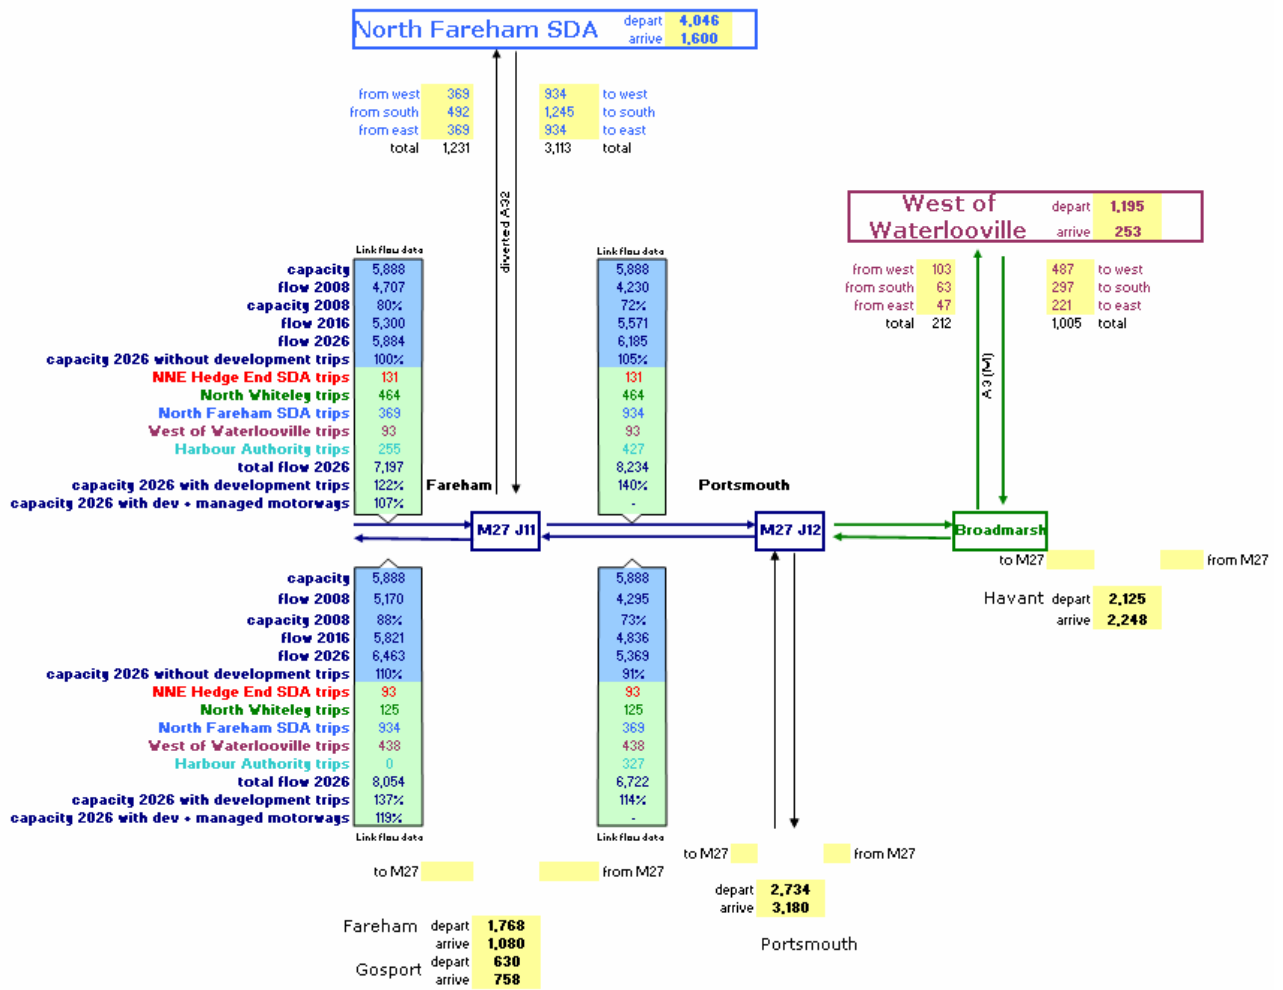 North Fareham SDA depart 4,046
arrive 1,600
from west 369 934 to west
from south 492 1,245 to south
from east 369 934 to east
total 1,231 3,113 total
diverted A32
West of Waterlooville depart 1,195
arrive 253
from west 103 487 to west
from south 63 297 to south
from east 47 221 to east
total 212 1,005 total
A3 (M)
Link flow data Link flow data
capacity 5,888 5,888
flow 2008 4,707 4,230
capacity 2008 80% 72%
flow 2016 5,300 5,571
flow 2026 5,884 6,185
capacity 2026 without development trips 100% 105%
NNE Hedge End SDA trips 131 131
North Whiteley trips 464 464
North Fareham SDA trips 369 934
West of Waterlooville trips 93 93
Harbour Authority trips 255 427
total flow 2026 7,197 8,234
capacity 2026 with development trips 122% 140%
capacity 2026 with dev + managed motorways 107% -
Fareham Portsmouth
M27 J11 M27 J12 Broadmarsh
to M27 from M27
Havant depart 2,125
arrive 2,248
capacity 5,888 5,888
flow 2008 5,170 4,295
capacity 2008 88% 73%
flow 2016 5,821 4,836
flow 2026 6,463 5,369
capacity 2026 without development trips 110% 91%
NNE Hedge End SDA trips 93 93
North Whiteley trips 125 125
North Fareham SDA trips 934 369
West of Waterlooville trips 438 438
Harbour Authority trips 0 327
total flow 2026 8,054 6,722
capacity 2026 with development trips 137% 114%
capacity 2026 with dev + managed motorways 119% -
Link flow data Link flow data
to M27 from M27
to M27 from M27
depart 2,734
arrive 3,180
Portsmouth
Fareham depart 1,768
arrive 1,080
Gosport depart 630
arrive 758